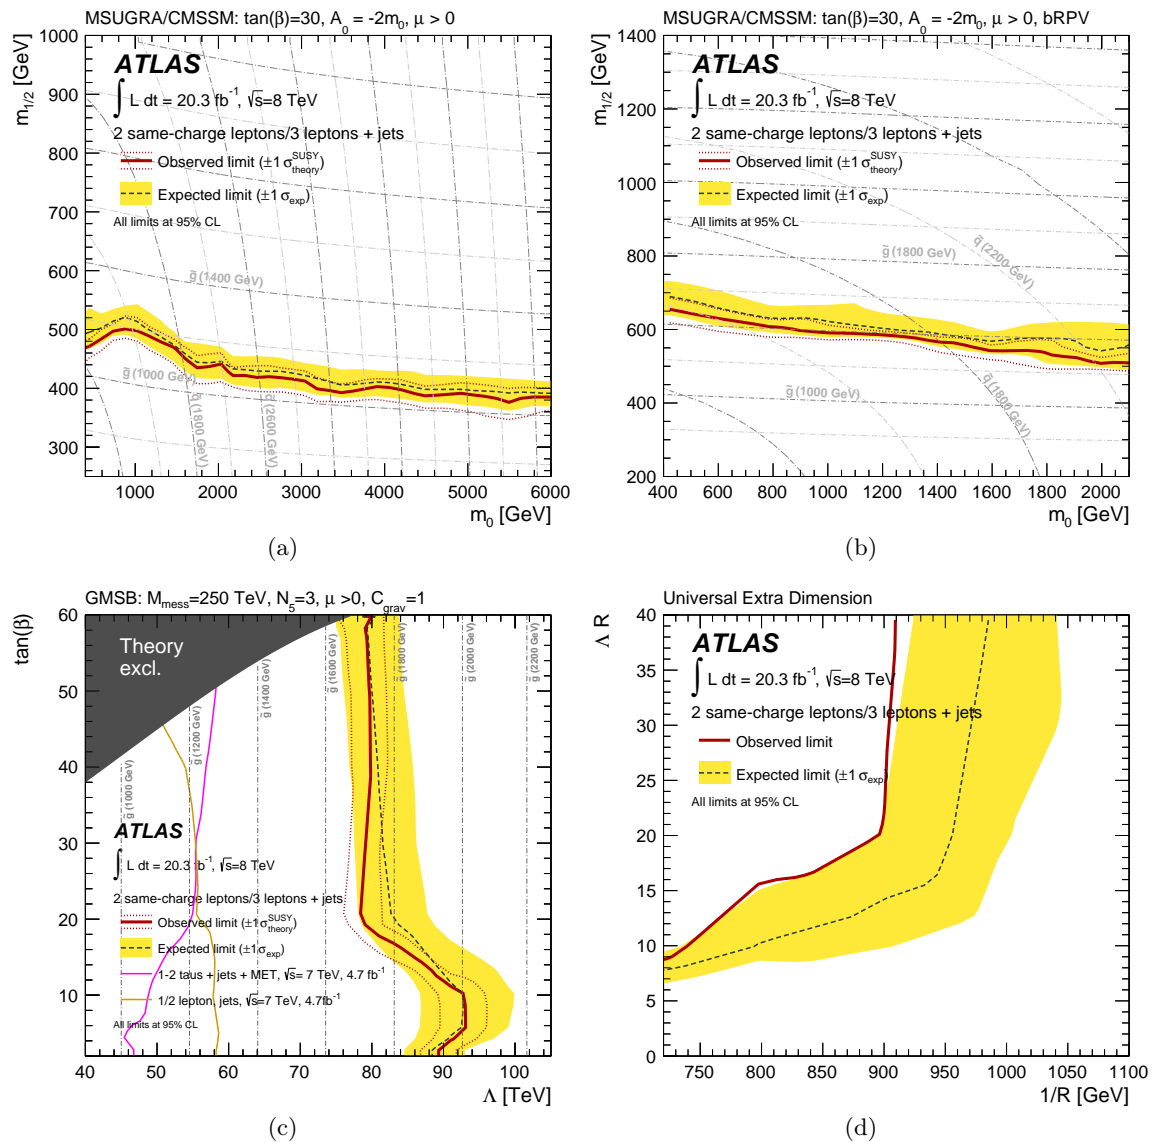 MSUGRA/CMSSM: tan(β)=30, A₀ = -2m₀, μ > 0
m₁/₂ [GeV]
1000
900
800
700
600
500
400
300
ATLAS
∫ L dt = 20.3 fb⁻¹, √s=8 TeV
2 same-charge leptons/3 leptons + jets
Observed limit (±1 σ^SUSY_theory)
Expected limit (±1 σ_exp)
All limits at 95% CL
g̃ (1400 GeV)
g̃ (1000 GeV)
q̃ (1800 GeV)
q̃ (2600 GeV)
1000 2000 3000 4000 5000 6000
m₀ [GeV]
(a)
MSUGRA/CMSSM: tan(β)=30, A₀ = -2m₀, μ > 0, bRPV
m₁/₂ [GeV]
1400
1200
1000
800
600
400
200
ATLAS
∫ L dt = 20.3 fb⁻¹, √s=8 TeV
2 same-charge leptons/3 leptons + jets
Observed limit (±1 σ^SUSY_theory)
Expected limit (±1 σ_exp)
All limits at 95% CL
g̃ (1800 GeV)
q̃ (2200 GeV)
g̃ (1000 GeV)
q̃ (1800 GeV)
400 600 800 1000 1200 1400 1600 1800 2000
m₀ [GeV]
(b)
GMSB: M_mess=250 TeV, N₅=3, μ >0, C_grav=1
tan(β)
60
50
40
30
20
10
Theory
excl.
g̃ (1000 GeV)
g̃ (1200 GeV)
g̃ (1400 GeV)
g̃ (1600 GeV)
g̃ (1800 GeV)
g̃ (2000 GeV)
g̃ (2200 GeV)
ATLAS
∫ L dt = 20.3 fb⁻¹, √s=8 TeV
2 same-charge leptons/3 leptons + jets
Observed limit (±1 σ^SUSY_theory)
Expected limit (±1 σ_exp)
1-2 taus + jets + MET, √s= 7 TeV, 4.7 fb⁻¹
1/2 lepton, jets, √s=7 TeV, 4.7fb⁻¹
All limits at 95% CL
40 50 60 70 80 90 100
Λ [TeV]
(c)
Universal Extra Dimension
Λ R
40
35
30
25
20
15
10
5
0
ATLAS
∫ L dt = 20.3 fb⁻¹, √s=8 TeV
2 same-charge leptons/3 leptons + jets
Observed limit
Expected limit (±1 σ_exp)
All limits at 95% CL
750 800 850 900 950 1000 1050 1100
1/R [GeV]
(d)